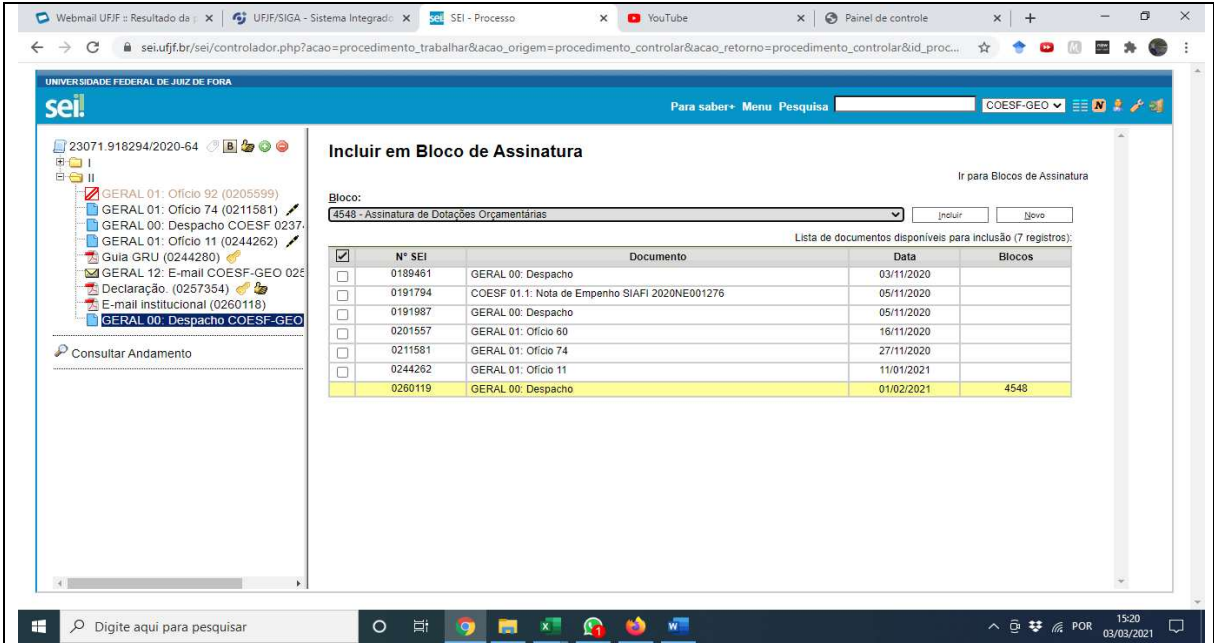 Webmail UFJF :: Resultado da p
UFJF/SIGA - Sistema Integrado
SEI - Processo
YouTube
Painel de controle
sei.ufjf.br/sei/controlador.php?acao=procedimento_trabalhar&acao_origem=procedimento_controlar&acao_retorno=procedimento_controlar&id_proc...
UNIVERSIDADE FEDERAL DE JUIZ DE FORA
sei!
Para saber+ Menu Pesquisa
COESF-GEO
23071.918294/2020-64
I
II
GERAL 01: Ofício 92 (0205599)
GERAL 01: Ofício 74 (0211581)
GERAL 00: Despacho COESF 0237
GERAL 01: Ofício 11 (0244262)
Guia GRU (0244280)
GERAL 12: E-mail COESF-GEO 025
Declaração. (0257354)
E-mail institucional (0260118)
GERAL 00: Despacho COESF-GEO
Consultar Andamento
Incluir em Bloco de Assinatura
Ir para Blocos de Assinatura
Bloco:
4548 - Assinatura de Dotações Orçamentárias
Incluir Novo
Lista de documentos disponíveis para inclusão (7 registros):
N° SEI Documento Data Blocos
0189461 GERAL 00: Despacho 03/11/2020
0191794 COESF 01.1: Nota de Empenho SIAFI 2020NE001276 05/11/2020
0191987 GERAL 00: Despacho 05/11/2020
0201557 GERAL 01: Ofício 60 16/11/2020
0211581 GERAL 01: Ofício 74 27/11/2020
0244262 GERAL 01: Ofício 11 11/01/2021
0260119 GERAL 00: Despacho 01/02/2021 4548
Digite aqui para pesquisar
POR
15:20
03/03/2021